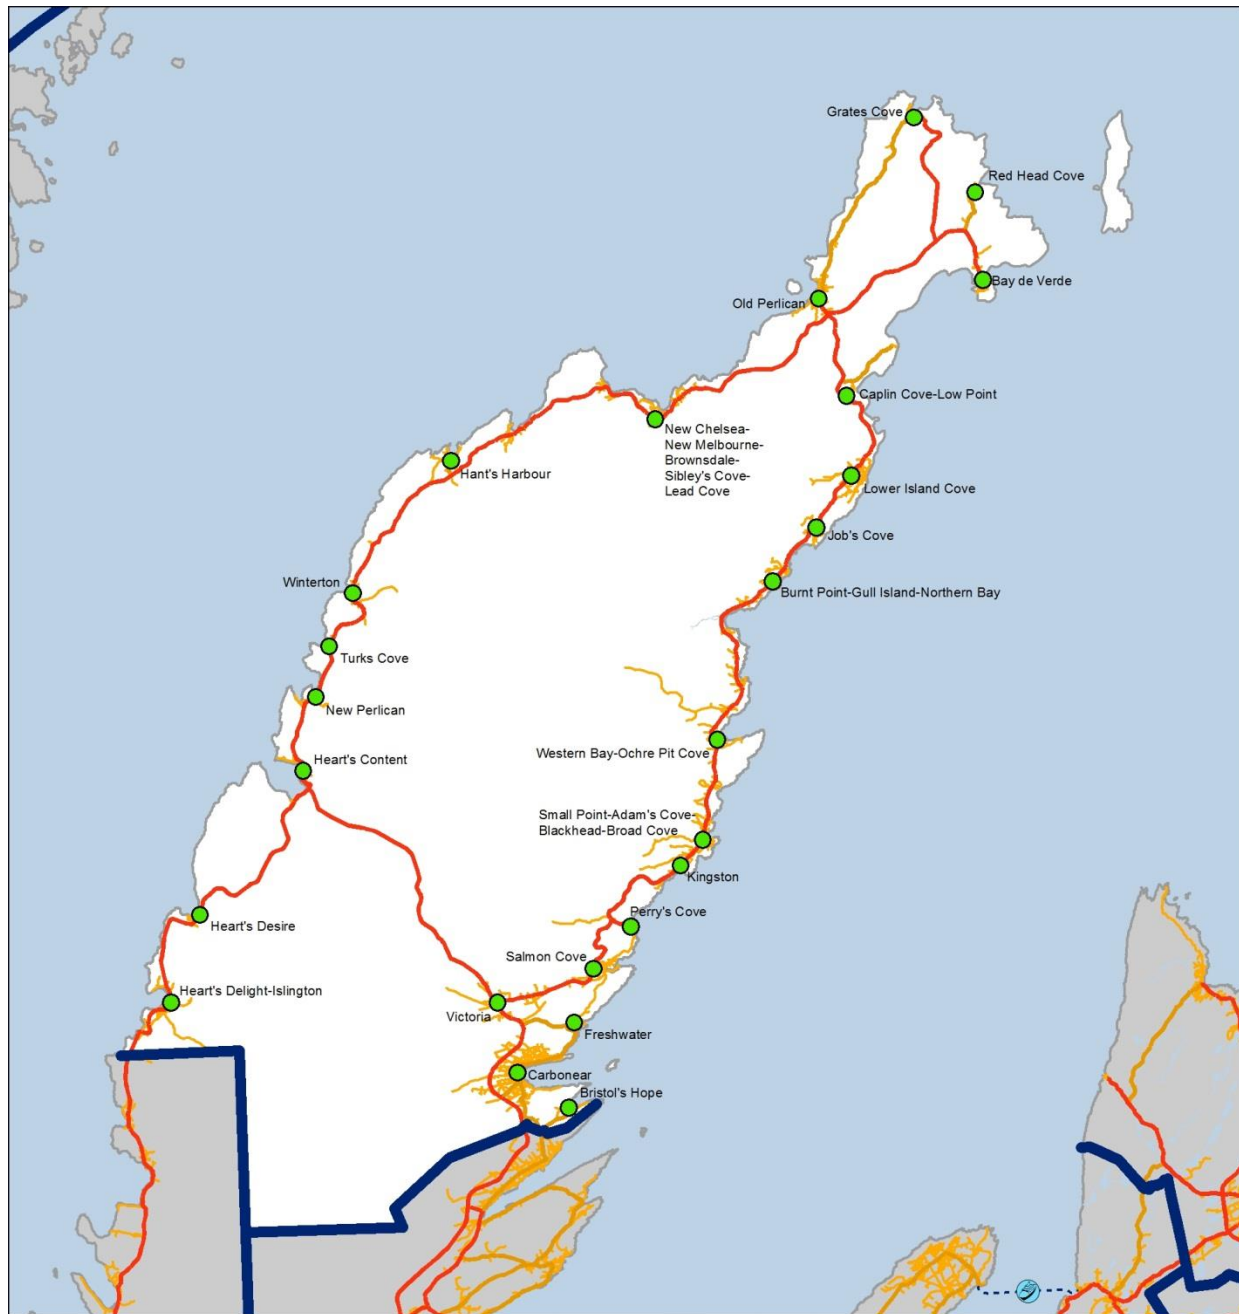 Grates Cove
Red Head Cove
Bay de Verde
Old Perlican
Caplin Cove-Low Point
New Chelsea-
New Melbourne-
Brownsdale-
Sibley's Cove-
Lead Cove
Hant's Harbour
Lower Island Cove
Job's Cove
Winterton
Burnt Point-Gull Island-Northern Bay
Turks Cove
New Perlican
Western Bay-Ochre Pit Cove
Heart's Content
Small Point-Adam's Cove-
Blackhead-Broad Cove
Kingston
Perry's Cove
Heart's Desire
Salmon Cove
Heart's Delight-Islington
Victoria
Freshwater
Carbonear
Bristol's Hope